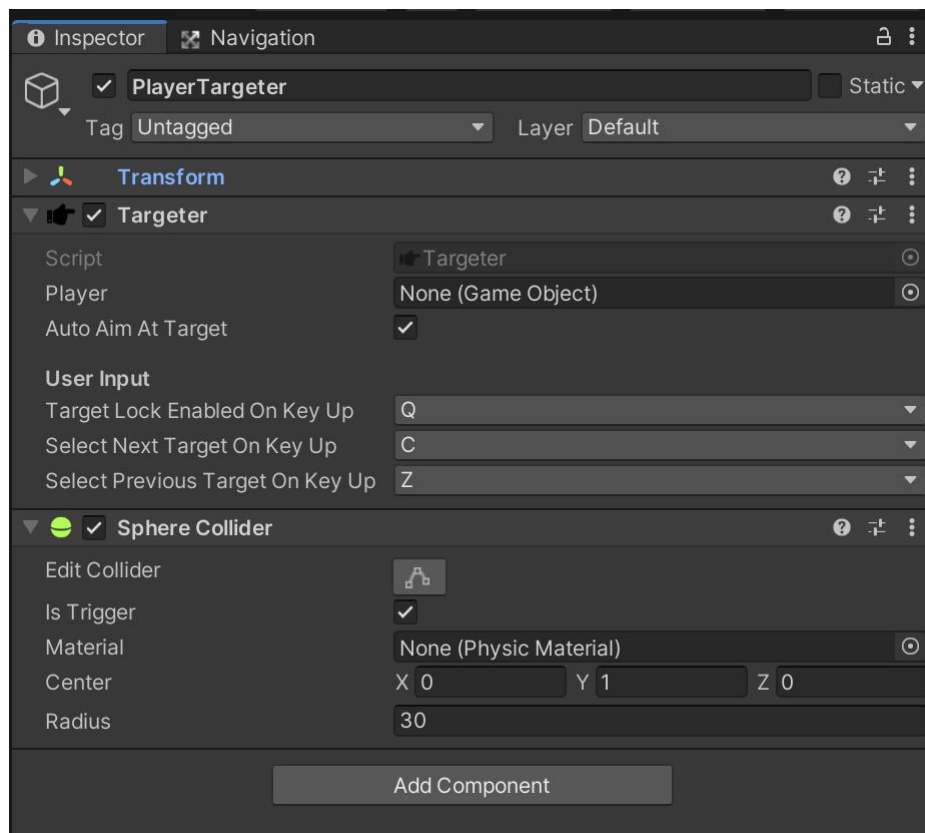 Inspector Navigation
PlayerTargeter Static
Tag Untagged Layer Default
Transform
Targeter
Script Targeter
Player None (Game Object)
Auto Aim At Target
User Input
Target Lock Enabled On Key Up Q
Select Next Target On Key Up C
Select Previous Target On Key Up Z
Sphere Collider
Edit Collider
Is Trigger
Material None (Physic Material)
Center X 0 Y 1 Z 0
Radius 30
Add Component